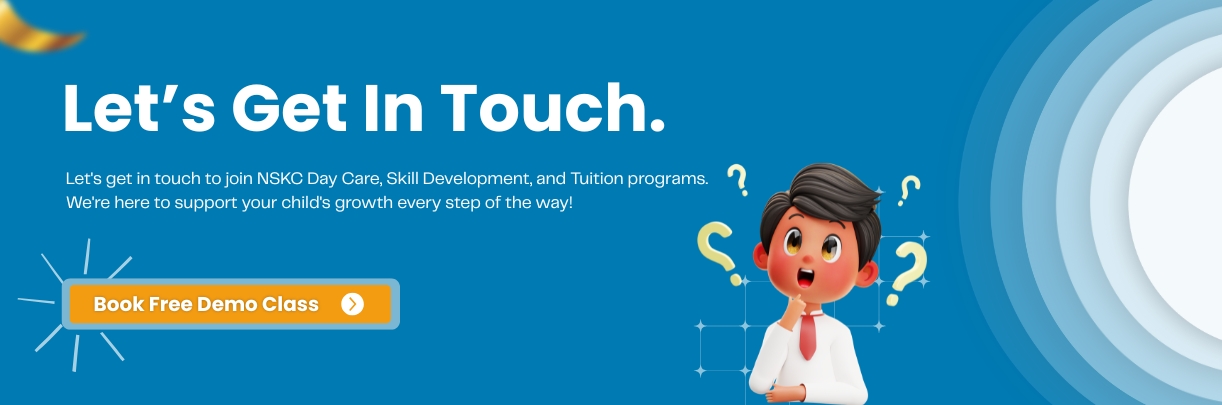 Let’s Get In Touch.
Let's get in touch to join NSKC Day Care, Skill Development, and Tuition programs.
We're here to support your child's growth every step of the way!
Book Free Demo Class